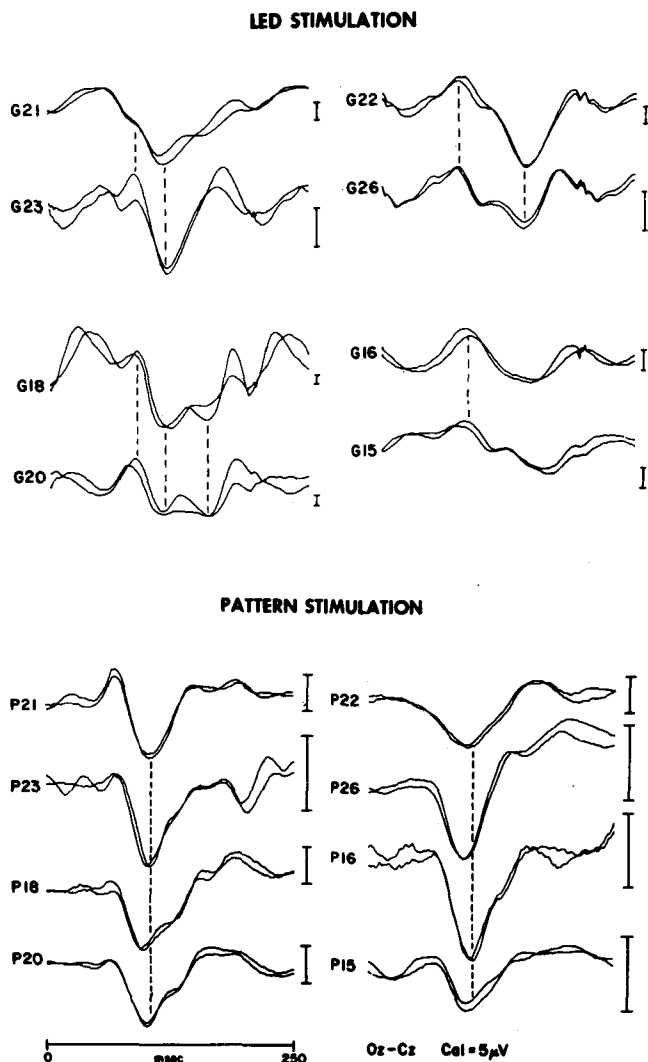 LED STIMULATION
G21
G22
G23
G26
G18
G16
G20
G15
PATTERN STIMULATION
P21
P22
P23
P26
P18
P16
P20
P15
0 msec 250
Oz-Cz Cal = 5µV